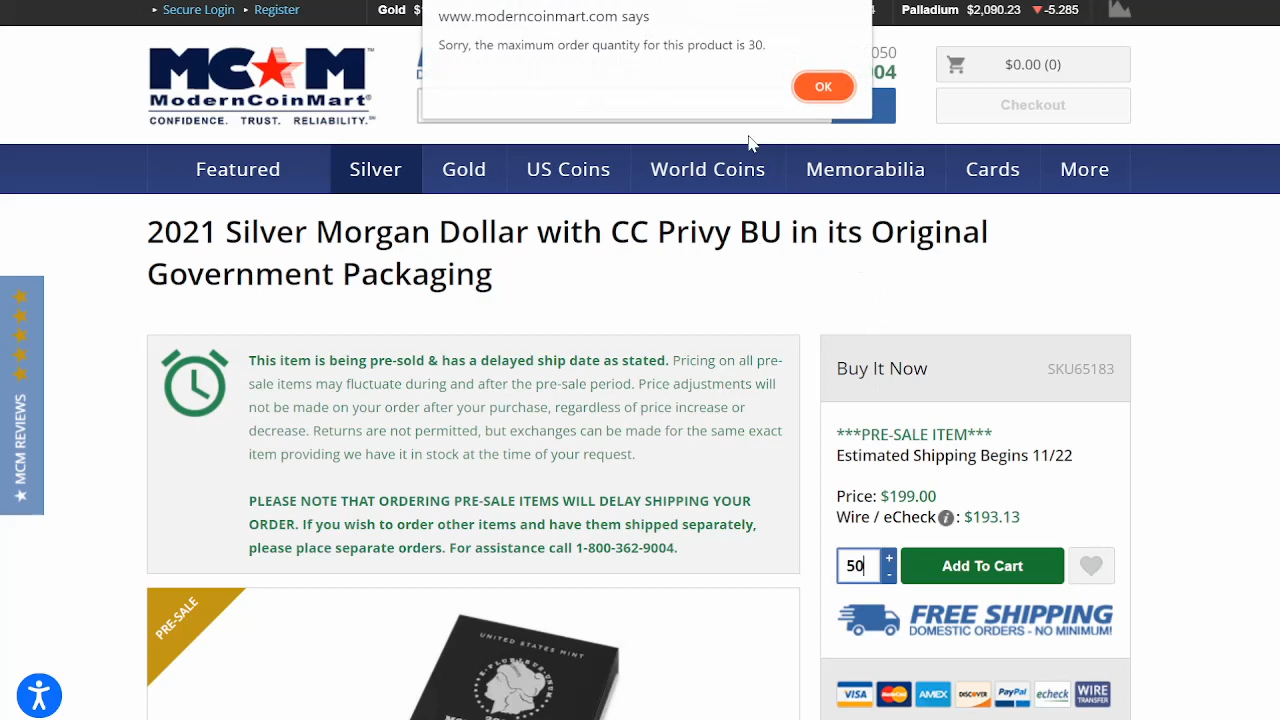 Secure Login
Register
Gold
Palladium $2,090.23 -5.285
www.moderncoinmart.com says
Sorry, the maximum order quantity for this product is 30.
OK
MCM™
ModernCoinMart®
CONFIDENCE. TRUST. RELIABILITY.℠
050
04
$0.00 (0)
Checkout
Featured Silver Gold US Coins World Coins Memorabilia Cards More
2021 Silver Morgan Dollar with CC Privy BU in its Original
Government Packaging
This item is being pre-sold & has a delayed ship date as stated. Pricing on all pre-
sale items may fluctuate during and after the pre-sale period. Price adjustments will
not be made on your order after your purchase, regardless of price increase or
decrease. Returns are not permitted, but exchanges can be made for the same exact
item providing we have it in stock at the time of your request.
PLEASE NOTE THAT ORDERING PRE-SALE ITEMS WILL DELAY SHIPPING YOUR
ORDER. If you wish to order other items and have them shipped separately,
please place separate orders. For assistance call 1-800-362-9004.
Buy It Now SKU65183
***PRE-SALE ITEM***
Estimated Shipping Begins 11/22
Price: $199.00
Wire / eCheck i : $193.13
50 + - Add To Cart
FREE SHIPPING
DOMESTIC ORDERS - NO MINIMUM!
VISA MasterCard AMEX DISCOVER PayPal echeck WIRE TRANSFER
★ MCM REVIEWS
PRE-SALE
UNITED STATES MINT